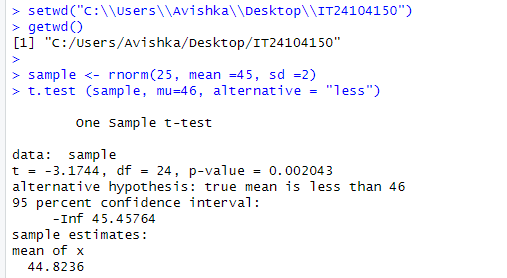 > setwd("C:\\Users\\Avishka\\Desktop\\IT24104150")
> getwd()
[1] "C:/Users/Avishka/Desktop/IT24104150"
>
> sample <- rnorm(25, mean =45, sd =2)
> t.test (sample, mu=46, alternative = "less")

        One Sample t-test

data:  sample
t = -3.1744, df = 24, p-value = 0.002043
alternative hypothesis: true mean is less than 46
95 percent confidence interval:
     -Inf 45.45764
sample estimates:
mean of x
  44.8236